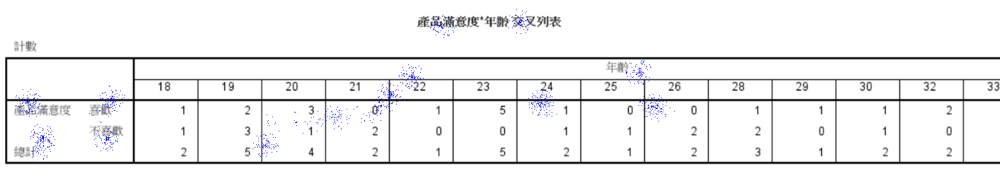 產品滿意度*年齡 交叉列表
計數
年齡
18 19 20 21 22 23 24 25 26 28 29 30 32 33
產品滿意度 喜歡 1 2 3 0 1 5 1 0 0 1 1 1 2
不喜歡 1 3 1 2 0 0 1 1 2 2 0 1 0
總計 2 5 4 2 1 5 2 1 2 3 1 2 2